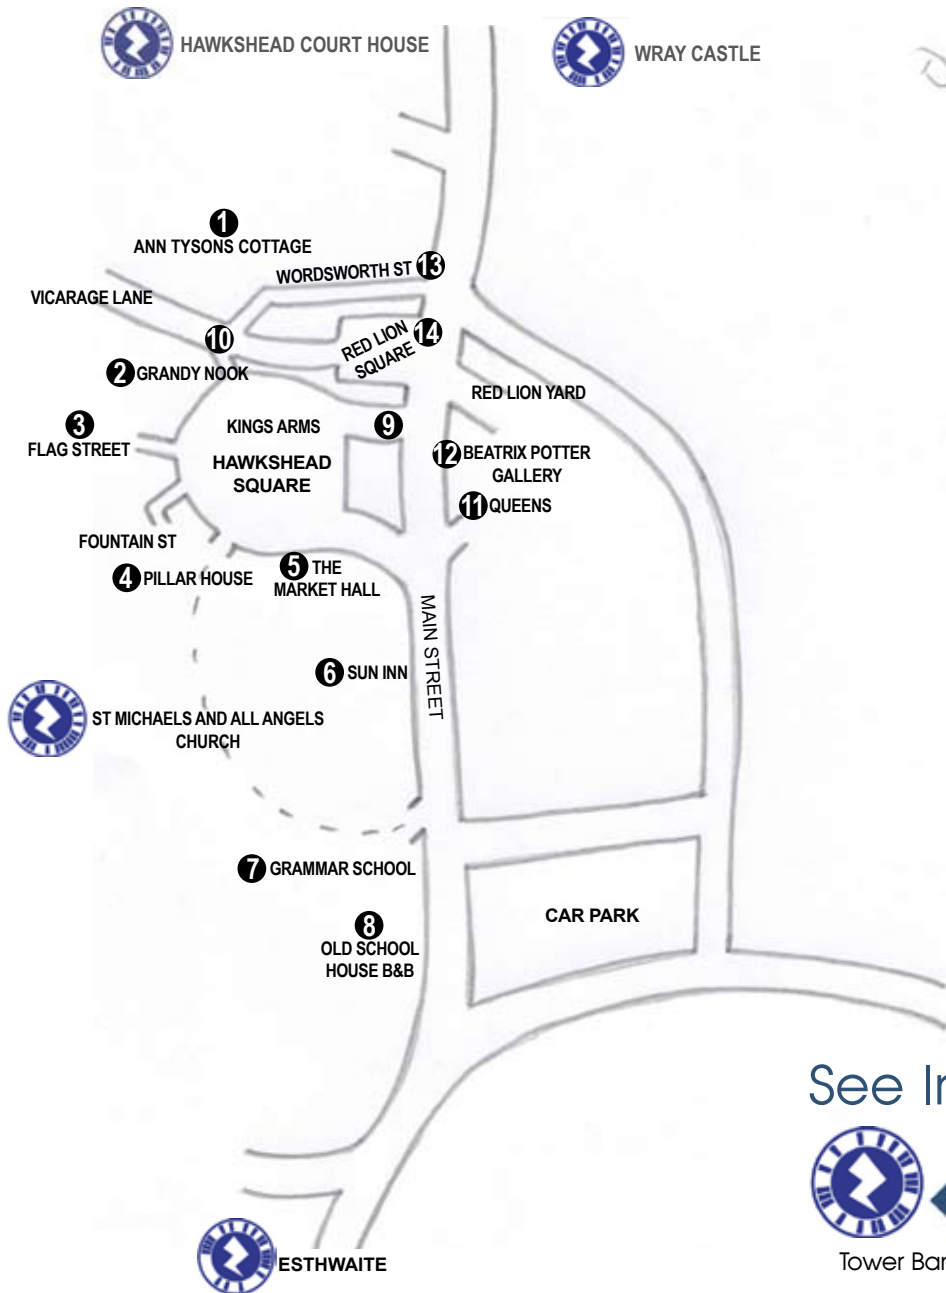 HAWKSHEAD COURT HOUSE
WRAY CASTLE
1
ANN TYSONS COTTAGE
WORDSWORTH ST 13
VICARAGE LANE
10
RED LION
SQUARE
14
2 GRANDY NOOK
RED LION YARD
3
FLAG STREET
KINGS ARMS
9
HAWKSHEAD
SQUARE
12 BEATRIX POTTER
GALLERY
11 QUEENS
FOUNTAIN ST
4 PILLAR HOUSE
5 THE
MARKET HALL
MAIN STREET
6 SUN INN
ST MICHAELS AND ALL ANGELS
CHURCH
7 GRAMMAR SCHOOL
8
OLD SCHOOL
HOUSE B&B
CAR PARK
See
Tower
ESTHWAITE